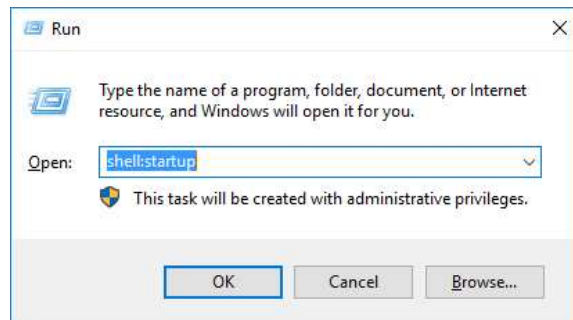 Run
Type the name of a program, folder, document, or Internet
resource, and Windows will open it for you.
Open: shell:startup
This task will be created with administrative privileges.
OK Cancel Browse...